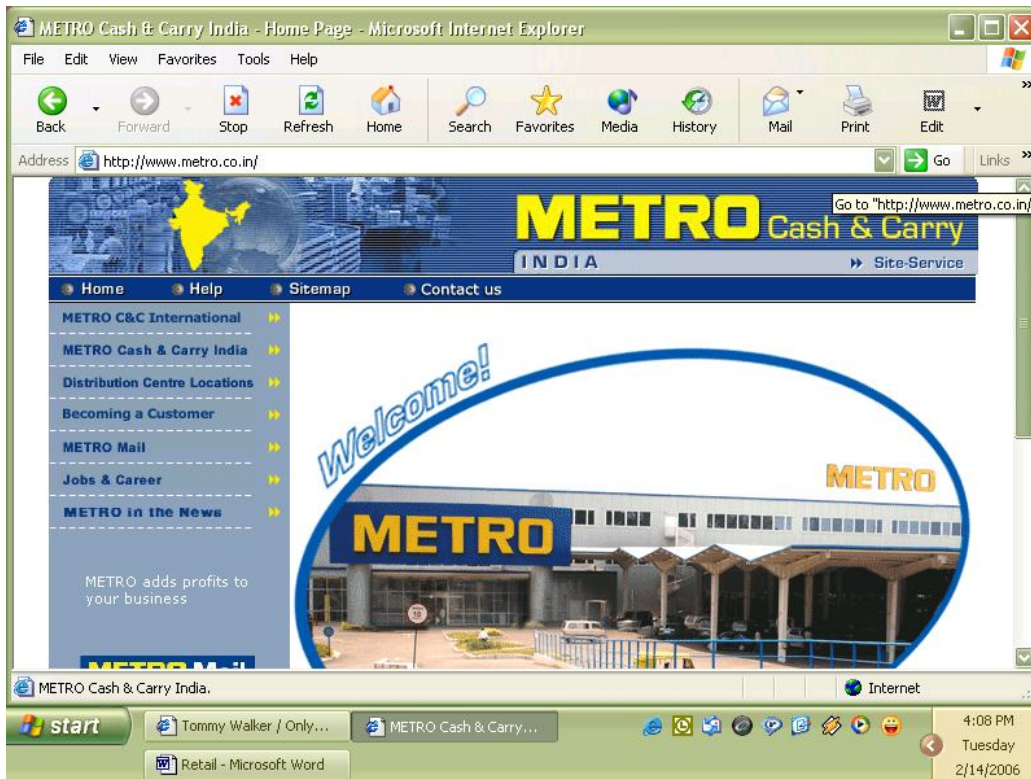 METRO Cash & Carry India - Home Page - Microsoft Internet Explorer
File Edit View Favorites Tools Help
Back Forward Stop Refresh Home Search Favorites Media History Mail Print Edit
Address http://www.metro.co.in/ Go Links
Go to "http://www.metro.co.in/
METRO Cash & Carry
INDIA Site-Service
Home Help Sitemap Contact us
METRO C&C International
METRO Cash & Carry India
Distribution Centre Locations
Becoming a Customer
METRO Mail
Jobs & Career
METRO in the News
METRO adds profits to
your business
METRO Mail
Welcome!
METRO
METRO
10
METRO Cash & Carry India. Internet
start Tommy Walker / Only... METRO Cash & Carry... 4:08 PM
Tuesday
Retail - Microsoft Word 2/14/2006